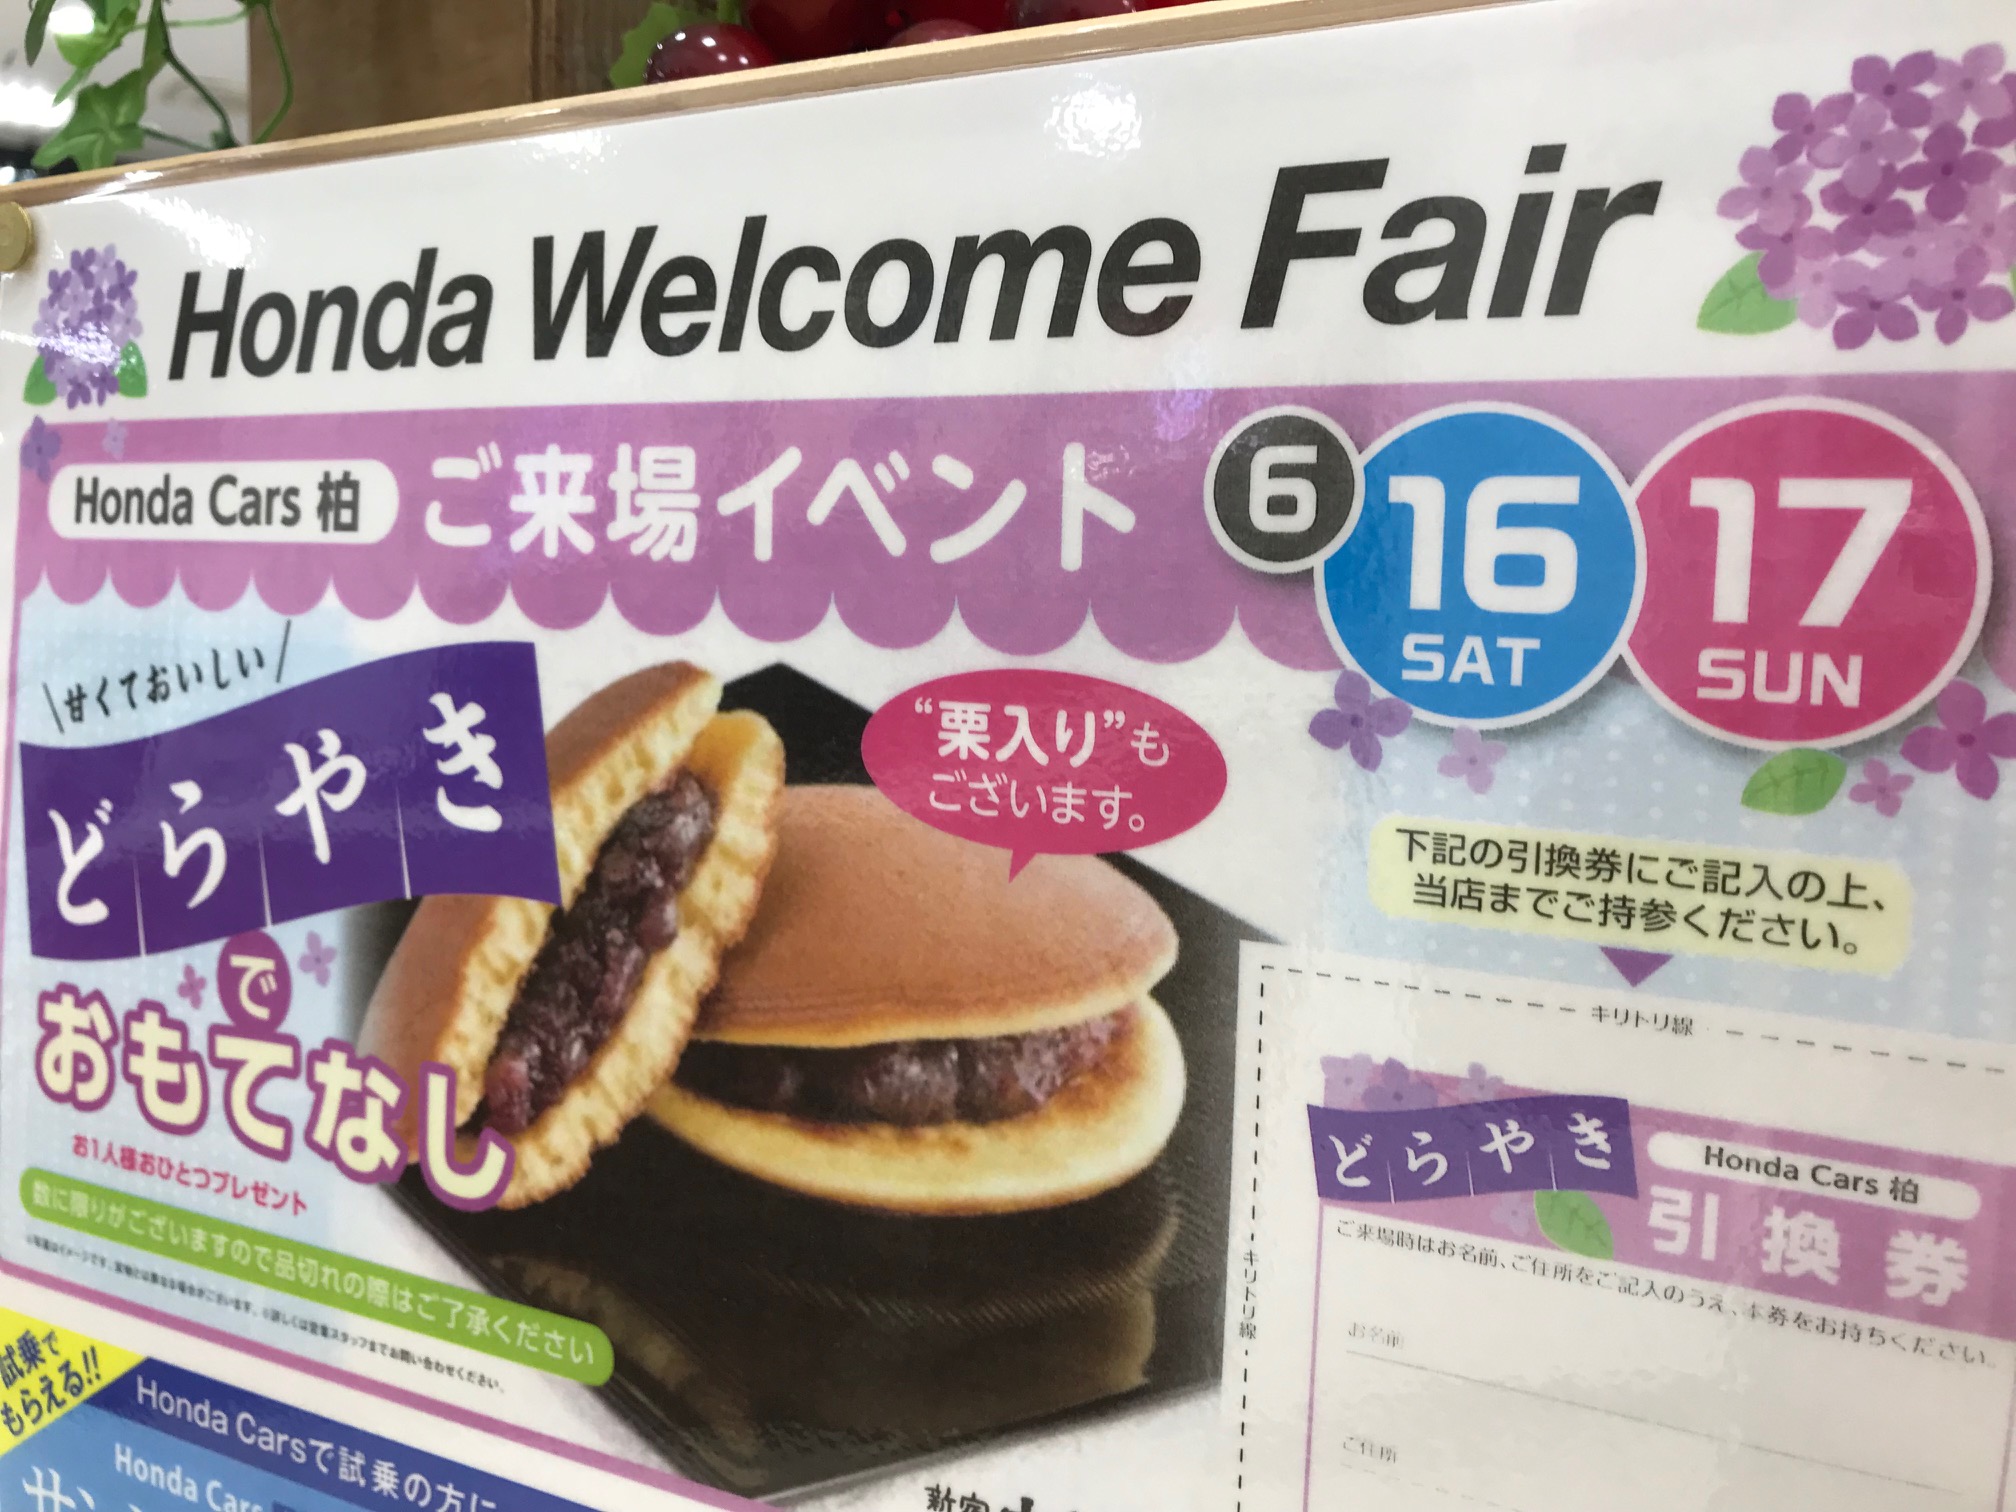 Honda Welcome Fair
Honda Cars 柏
ご来場イベント
6
16
SAT
17
SUN
甘くておいしい
どらやき
で
おもてなし
お1人様おひとつプレゼント
数に限りがございますので品切れの際はご了承ください
"栗入り"も
ございます。
下記の引換券にご記入の上、
当店までご持参ください。
キリトリ線
キリトリ線
どらやき
Honda Cars 柏
引換券
ご来場時はお名前、ご住所をご記入のうえ、本券をお持ちください。
お名前
ご住所
試乗で
もらえる!!
Honda Carsで試乗の方に
Honda Cars
新宿